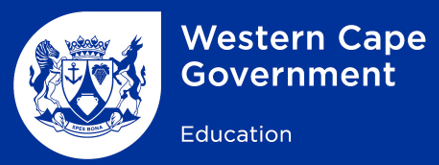 Western Cape
Government
Education
SPES BONA